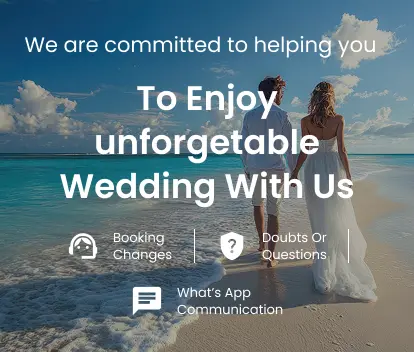 We are committed to helping you
To Enjoy
unforgetable
Wedding With Us
Booking
Changes
Doubts Or
Questions
What's App
Communication